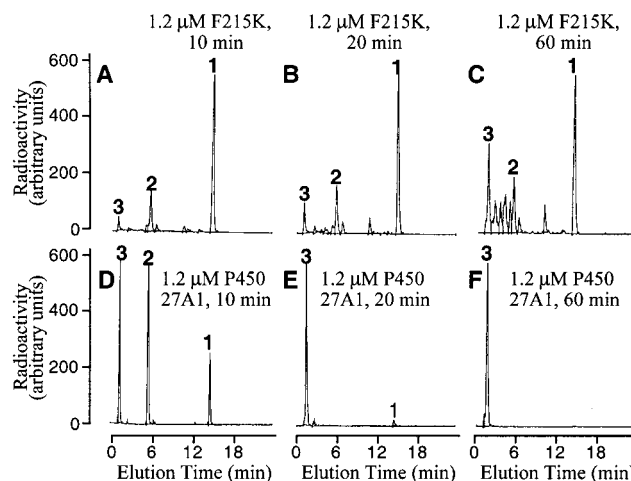 1.2 µM F215K,
10 min
1.2 µM F215K,
20 min
1.2 µM F215K,
60 min
Radioactivity
(arbitrary units)
600
400
200
0
A
3
2
1
B
3
2
1
C
3
2
1
Radioactivity
(arbitrary units)
600
400
200
0
D
3
2
1
1.2 µM P450
27A1, 10 min
E
3
1
1.2 µM P450
27A1, 20 min
F
3
1.2 µM P450
27A1, 60 min
0 6 12 18
0 6 12 18
0 6 12 18
Elution Time (min)
Elution Time (min)
Elution Time (min)